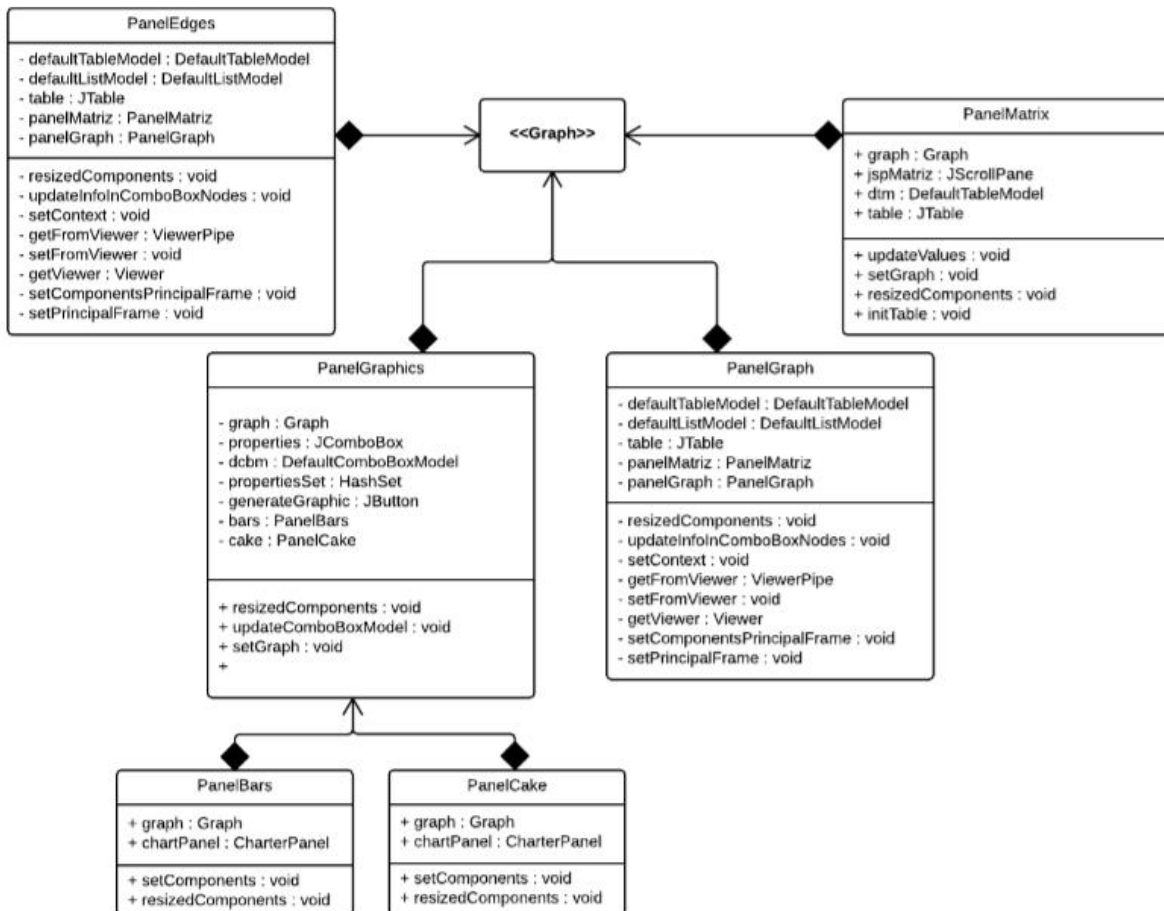 PanelEdges
- defaultTableModel : DefaultTableModel
- defaultListModel : DefaultListModel
- table : JTable
- panelMatriz : PanelMatriz
- panelGraph : PanelGraph
- resizedComponents : void
- updateInfoInComboBoxNodes : void
- setContext : void
- getFromViewer : ViewerPipe
- setFromViewer : void
- getViewer : Viewer
- setComponentsPrincipalFrame : void
- setPrincipalFrame : void
<<Graph>>
PanelMatrix
+ graph : Graph
+ jspMatriz : JScrollPane
+ dtm : DefaultTableModel
+ table : JTable
+ updateValues : void
+ setGraph : void
+ resizedComponents : void
+ initTable : void
PanelGraphics
- graph : Graph
- properties : JComboBox
- dcbm : DefaultComboBoxModel
- propertiesSet : HashSet
- generateGraphic : JButton
- bars : PanelBars
- cake : PanelCake
+ resizedComponents : void
+ updateComboBoxModel : void
+ setGraph : void
+
PanelGraph
- defaultTableModel : DefaultTableModel
- defaultListModel : DefaultListModel
- table : JTable
- panelMatriz : PanelMatriz
- panelGraph : PanelGraph
- resizedComponents : void
- updateInfoInComboBoxNodes : void
- setContext : void
- getFromViewer : ViewerPipe
- setFromViewer : void
- getViewer : Viewer
- setComponentsPrincipalFrame : void
- setPrincipalFrame : void
PanelBars
+ graph : Graph
+ chartPanel : CharterPanel
+ setComponents : void
+ resizedComponents : void
PanelCake
+ graph : Graph
+ chartPanel : CharterPanel
+ setComponents : void
+ resizedComponents : void